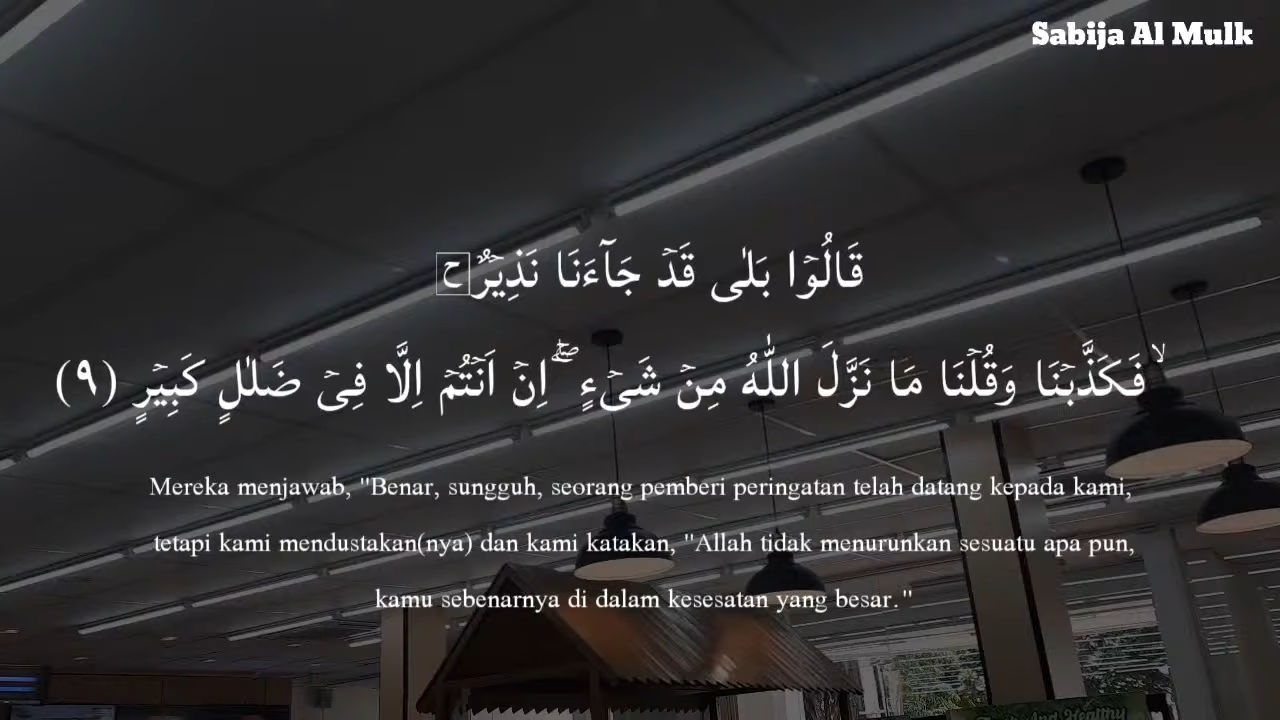 Sabija Al Mulk
قَالُوْا بَلٰى قَدْ جَآءَنَا نَذِيْرٌ ەۙ ح
فَكَذَّبْنَا وَقُلْنَا مَا نَزَّلَ اللّٰهُ مِنْ شَيْءٍۖ اِنْ اَنْتُمْ اِلَّا فِيْ ضَلٰلٍ كَبِيْرٍ (٩)
Mereka menjawab, "Benar, sungguh, seorang pemberi peringatan telah datang kepada kami,
tetapi kami mendustakan(nya) dan kami katakan, "Allah tidak menurunkan sesuatu apa pun,
kamu sebenarnya di dalam kesesatan yang besar."
Healthy